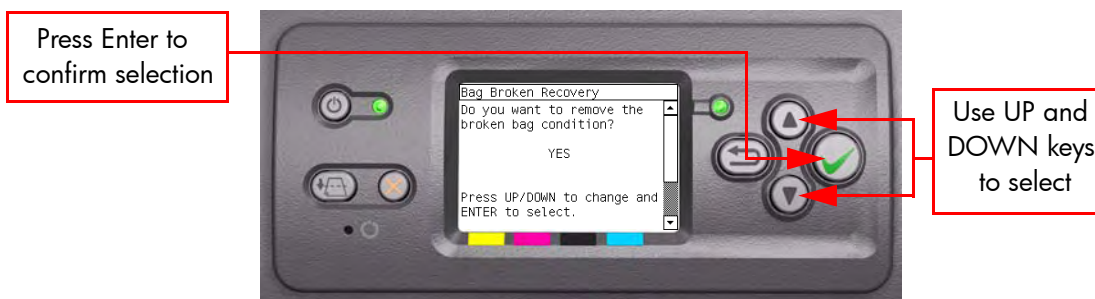 Press Enter to
confirm selection
Bag Broken Recovery
Do you want to remove the
broken bag condition?
YES
Press UP/DOWN to change and
ENTER to select.
Use UP and
DOWN keys
to select